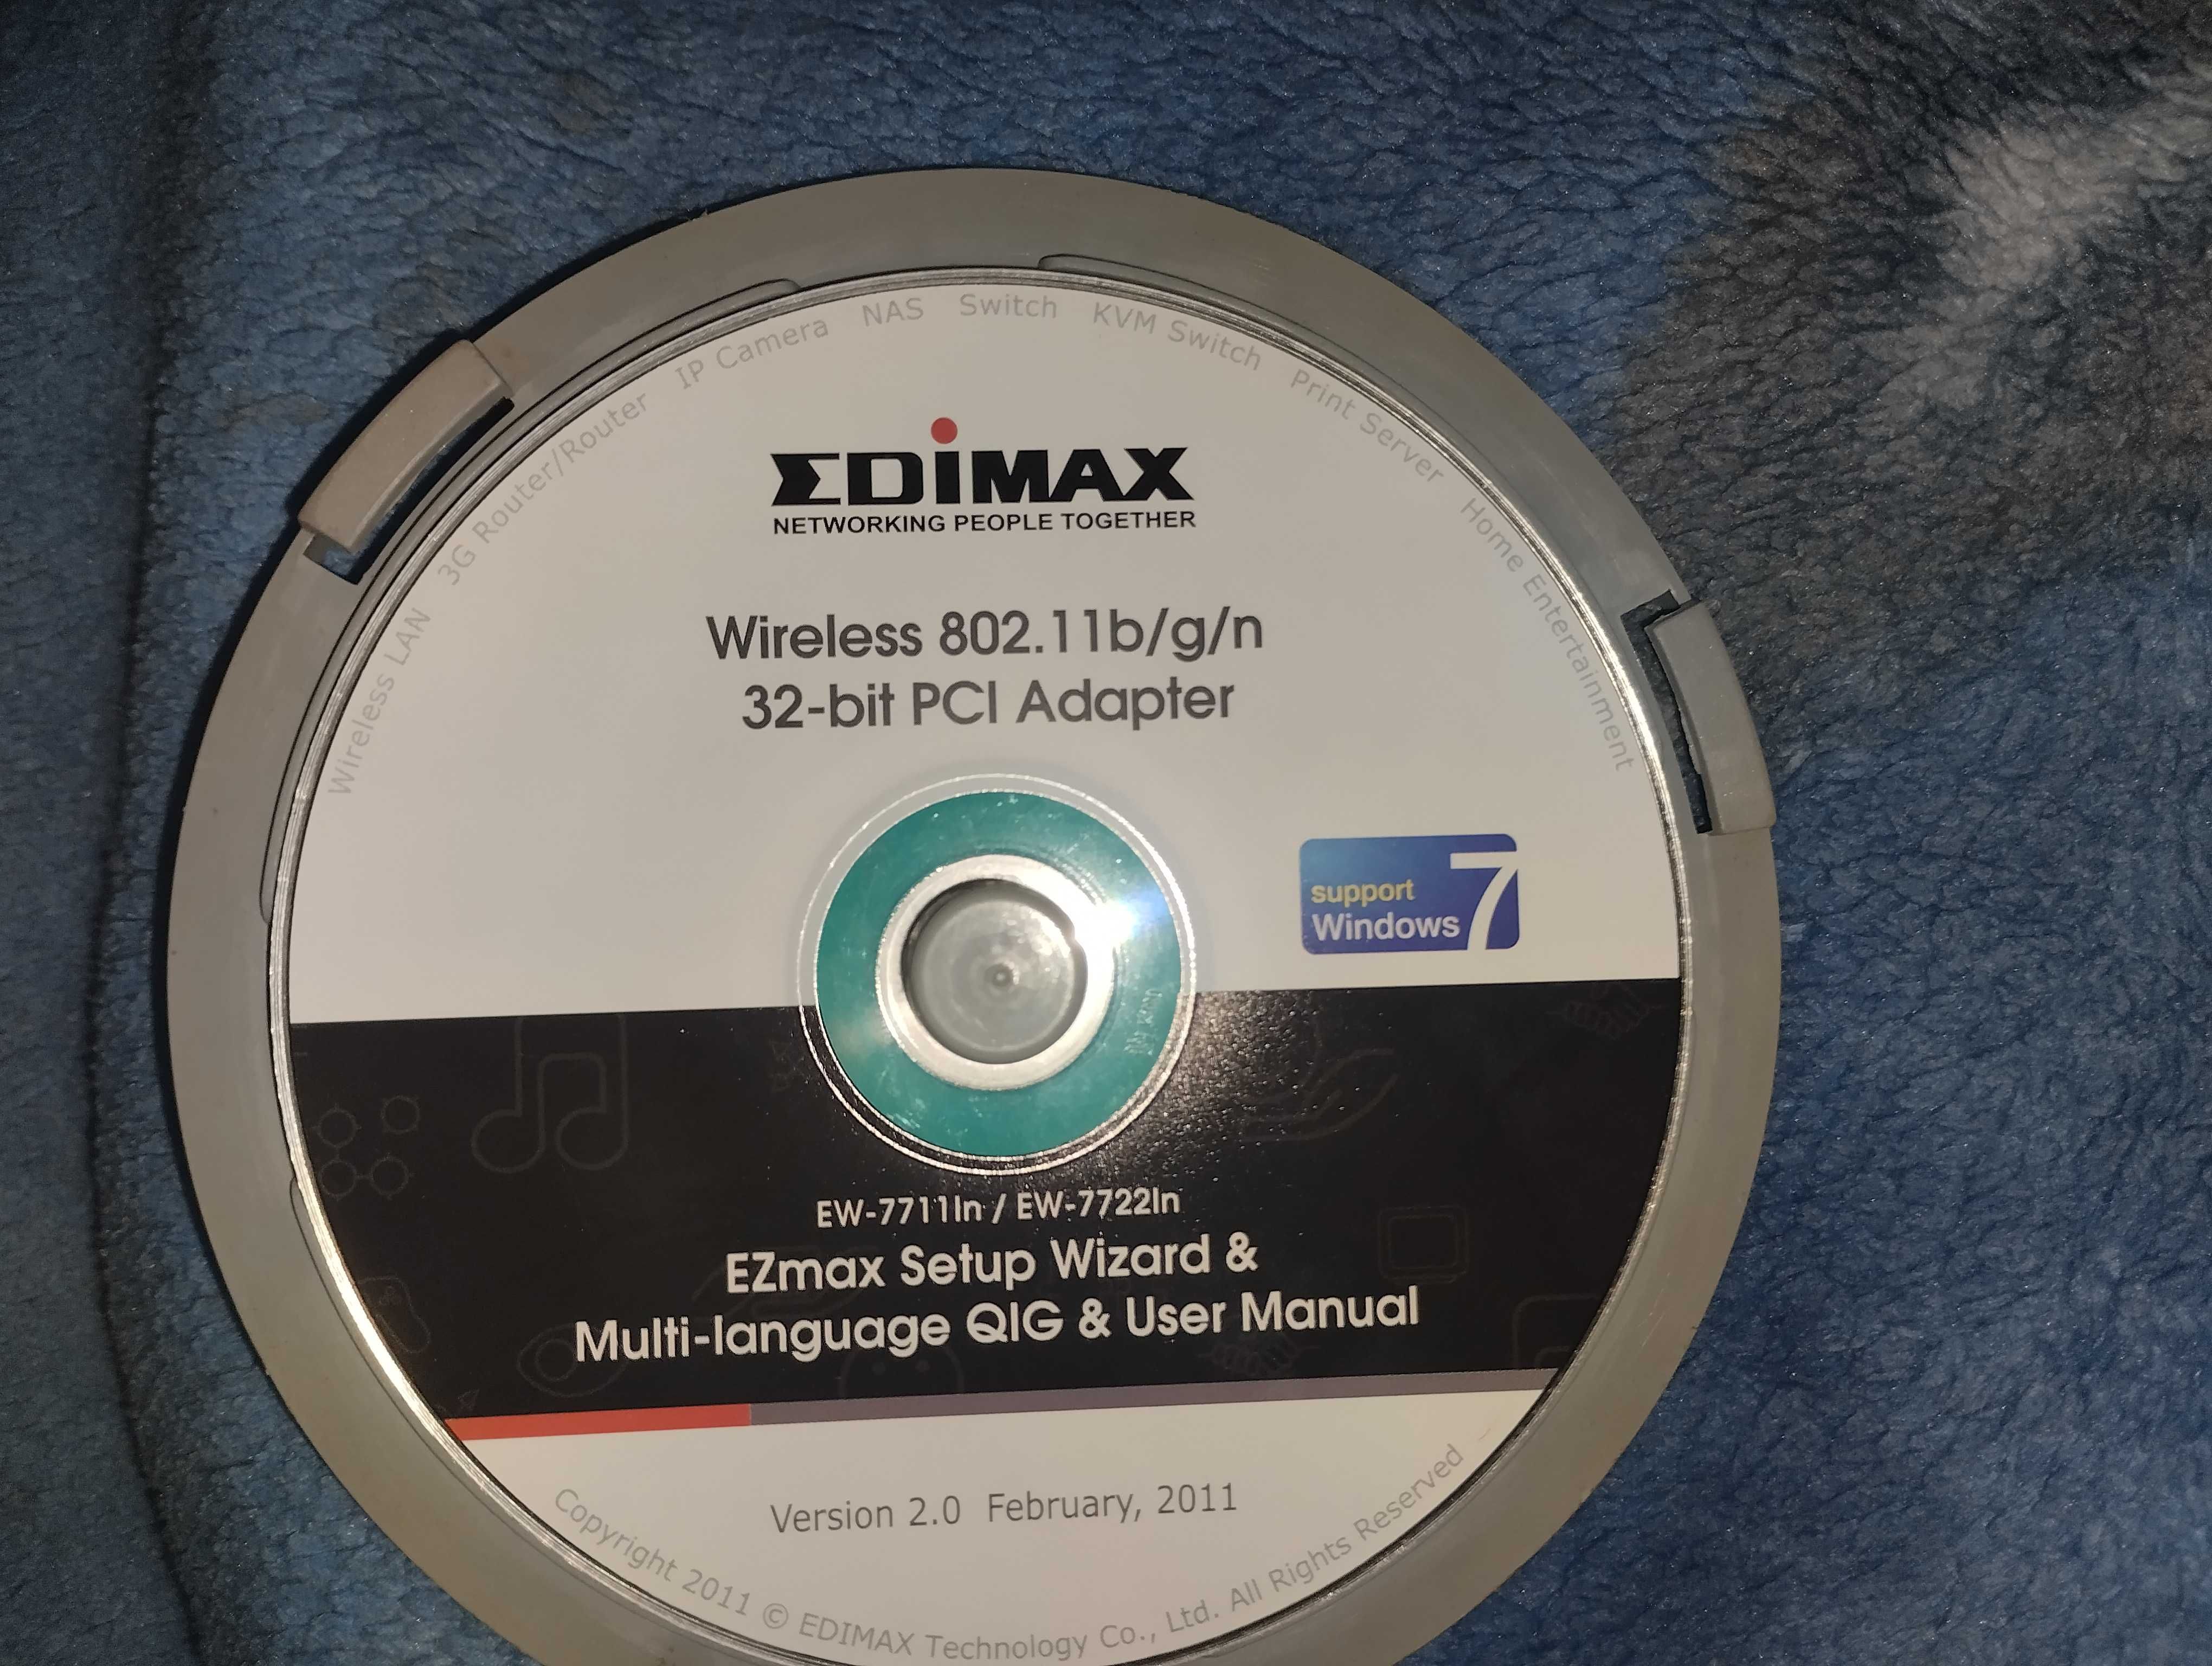 Wireless LAN 3G Router/Router IP Camera NAS Switch KVM Switch Print Server Home Entertainment
EDiMAX
NETWORKING PEOPLE TOGETHER
Wireless 802.11b/g/n
32-bit PCI Adapter
support
Windows 7
EW-7711In / EW-7722In
EZmax Setup Wizard &
Multi-language QIG & User Manual
Version 2.0 February, 2011
Copyright 2011 © EDIMAX Technology Co., Ltd. All Rights Reserved